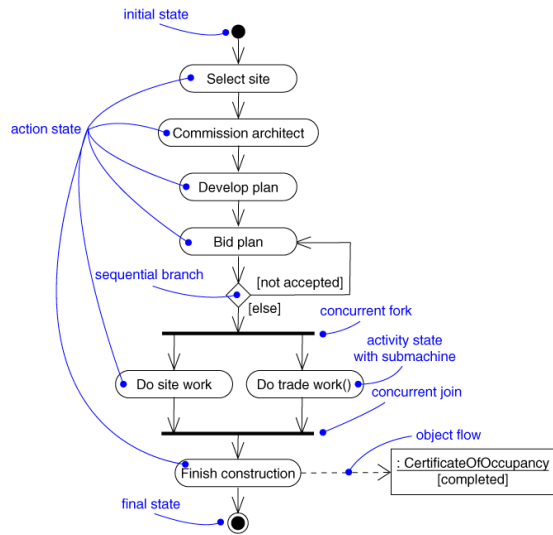 initial state
Select site
action state
Commission architect
Develop plan
Bid plan
sequential branch
[not accepted]
[else]
concurrent fork
activity state
with submachine
Do site work
Do trade work()
concurrent join
object flow
Finish construction
: CertificateOfOccupancy
[completed]
final state